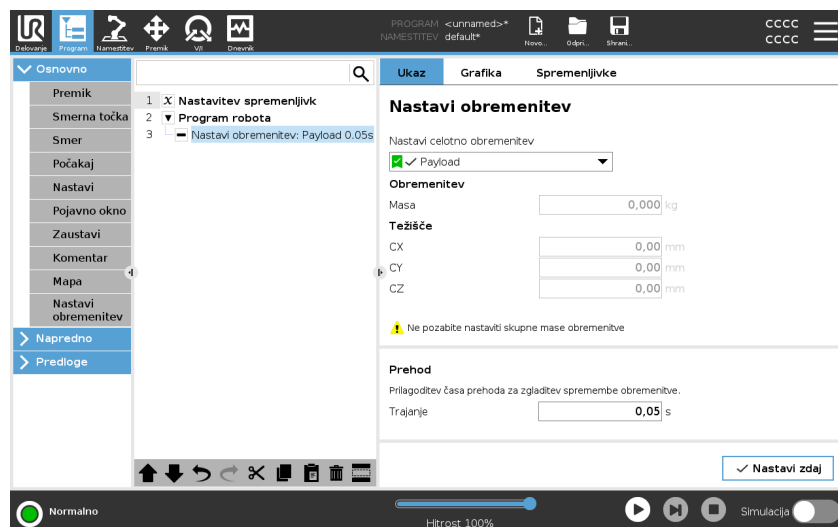 PROGRAM <unnamed>*
NAMESTITEV default*
Delovanje
Program
Namestitev
Premik
V/I
Dnevnik
Novo...
Odpri...
Shrani...
CCCC
CCCC
Osnovno
Premik
Smerna točka
Smer
Počakaj
Nastavi
Pojavno okno
Zaustavi
Komentar
Mapa
Nastavi
obremenitev
Napredno
Predloge
1 X Nastavitev spremenljivk
2 Program robota
3 Nastavi obremenitev: Payload 0.05s
Ukaz
Grafika
Spremenljivke
Nastavi obremenitev
Nastavi celotno obremenitev
Payload
Obremenitev
Masa 0,000 kg
Težišče
CX 0,00 mm
CY 0,00 mm
CZ 0,00 mm
Ne pozabite nastaviti skupne mase obremenitve
Prehod
Prilagoditev časa prehoda za zgladitev spremembe obremenitve.
Trajanje 0,05 s
Nastavi zdaj
Normalno
Hitrost 100%
Simulacija